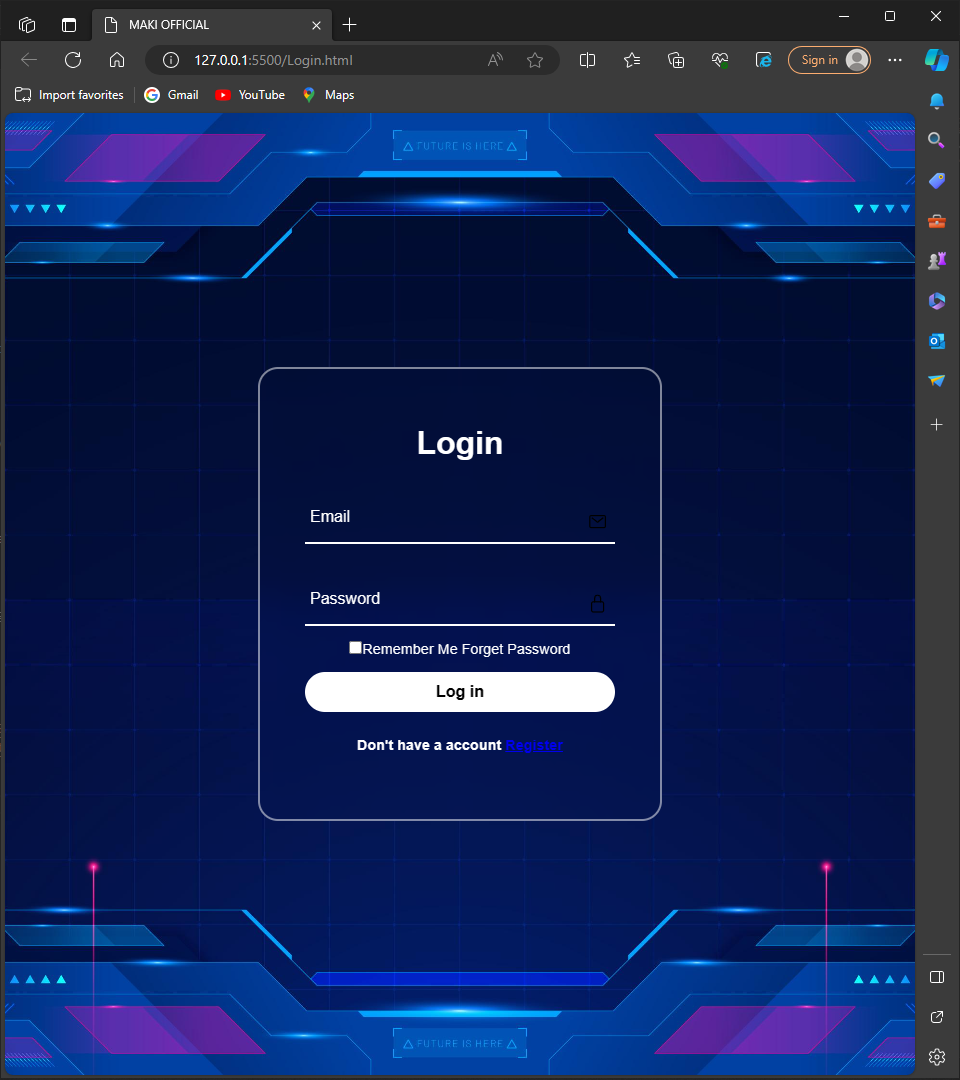 MAKI OFFICIAL
127.0.0.1:5500/Login.html
Sign in
Import favorites
Gmail
YouTube
Maps
FUTURE IS HERE
Login
Email
Password
Remember Me Forget Password
Log in
Don't have a account Register
FUTURE IS HERE